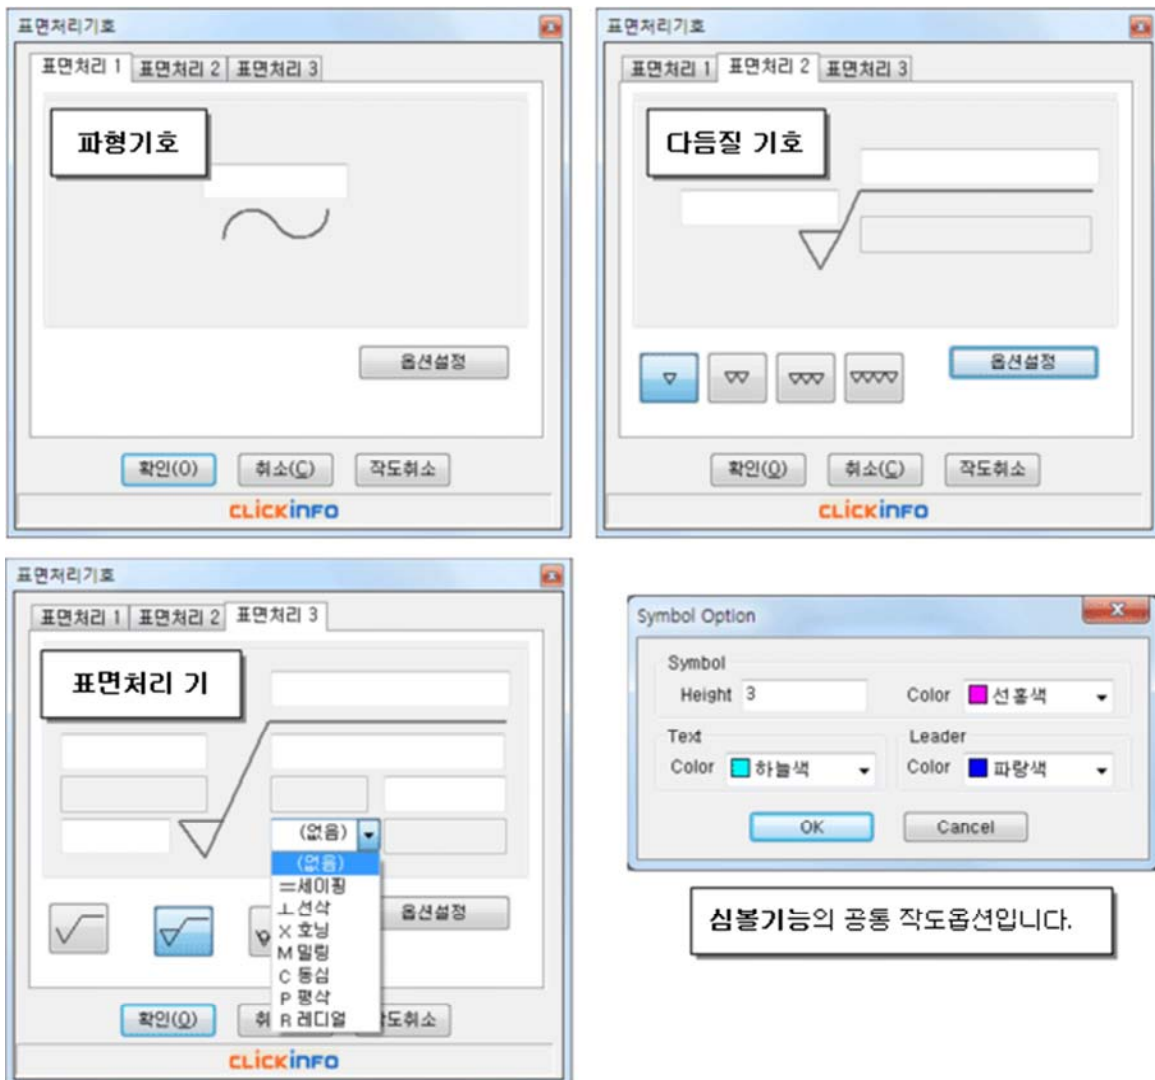 표면처리기호
표면처리 1 표면처리 2 표면처리 3
파형기호
옵션설정
확인(O) 취소(C) 작도취소
CLICKINFO
표면처리기호
표면처리 1 표면처리 2 표면처리 3
다듬질 기호
옵션설정
확인(O) 취소(C) 작도취소
CLICKINFO
표면처리기호
표면처리 1 표면처리 2 표면처리 3
표면처리 기
(없음)
(없음)
=세이핑
⊥선삭
X 호닝
M 밀링
C 동심
P 평삭
R 레디얼
옵션설정
확인(O) 취 작도취소
CLICKINFO
Symbol Option
Symbol
Height 3 Color 선홍색
Text Leader
Color 하늘색 Color 파랑색
OK Cancel
심볼기능의 공통 작도옵션입니다.